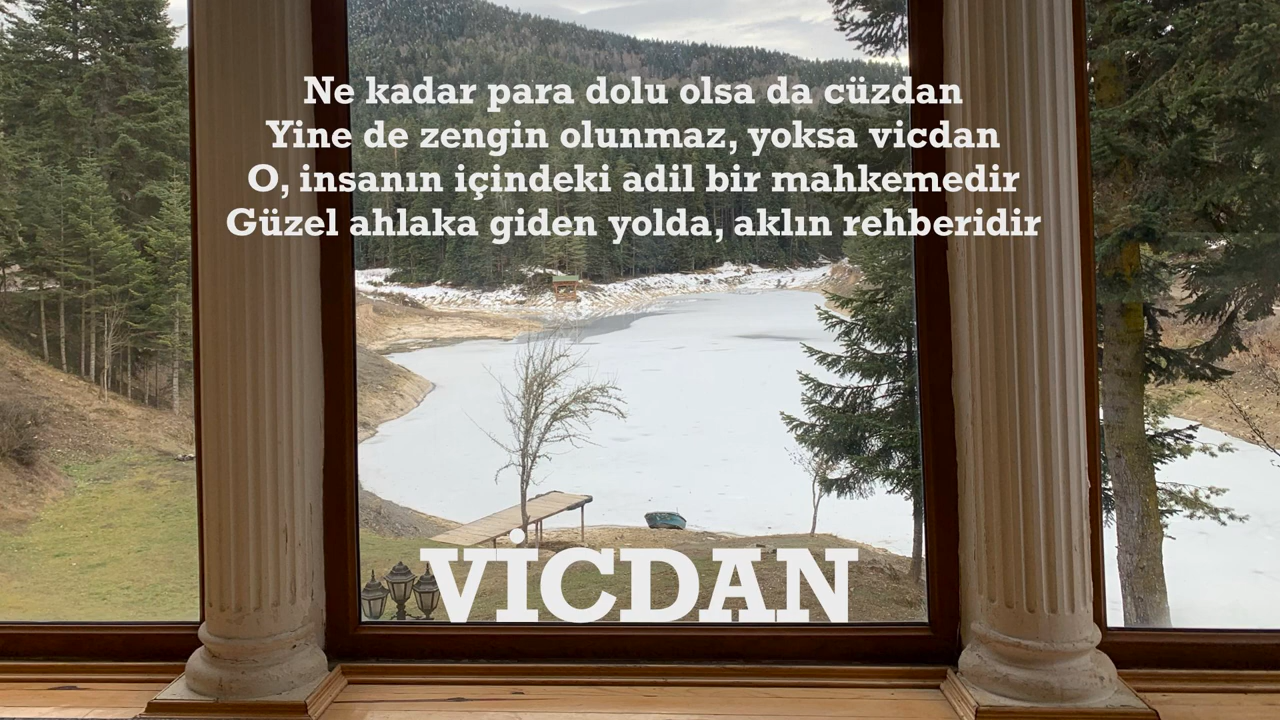 Ne kadar para dolu olsa da cüzdan
Yine de zengin olunmaz, yoksa vicdan
O, insanın içindeki adil bir mahkemedir
Güzel ahlaka giden yolda, aklın rehberidir
VİCDAN